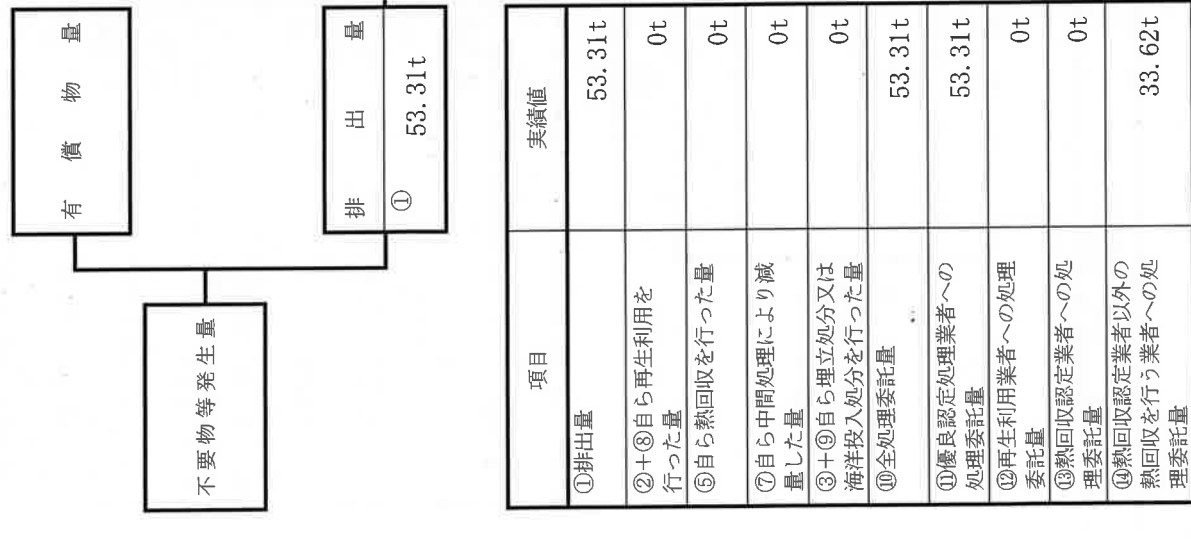 有償物量
不要物等発生量
排出量
①
53.31t
項目
実績値
①排出量
53.31t
②+⑧自ら再生利用を
行った量
0t
⑤自ら熱回収を行った量
0t
⑦自ら中間処理により減
量した量
0t
③+⑨自ら埋立処分又は
海洋投入処分を行った量
0t
⑩全処理委託量
53.31t
⑪優良認定処理業者への
処理委託量
53.31t
⑫再生利用業者への処理
委託量
0t
⑬熱回収認定業者への処
理委託量
0t
⑭熱回収認定業者以外の
熱回収を行う業者への処
理委託量
33.62t